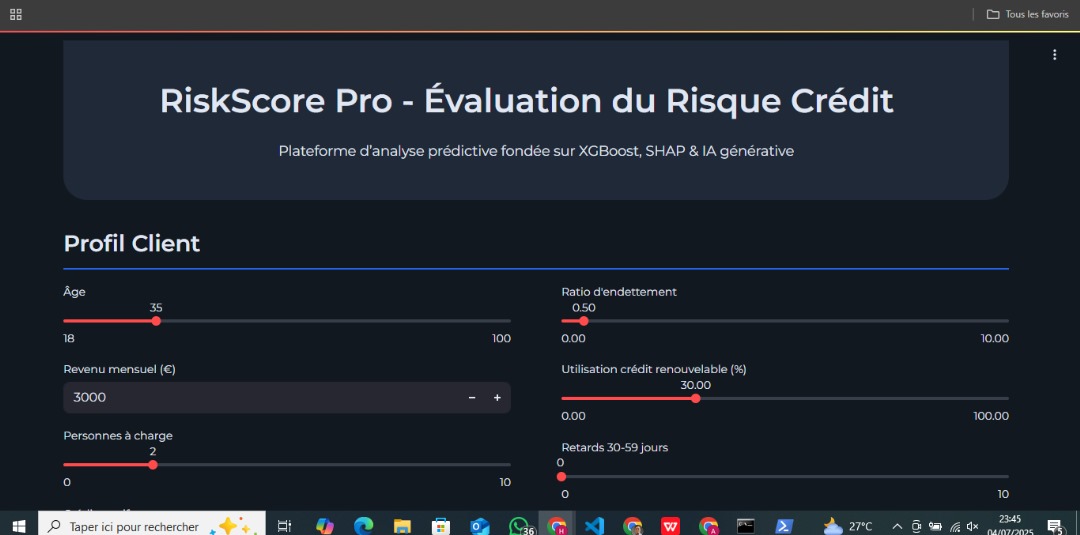 Tous les favoris
RiskScore Pro - Évaluation du Risque Crédit
Plateforme d'analyse prédictive fondée sur XGBoost, SHAP & IA générative
Profil Client
Âge
35
18 100
Revenu mensuel (€)
3000 - +
Personnes à charge
2
0 10
Ratio d'endettement
0.50
0.00 10.00
Utilisation crédit renouvelable (%)
30.00
0.00 100.00
Retards 30-59 jours
0
0 10
Taper ici pour rechercher
36
H
W
A
27°C
23:45
04/07/2025
5